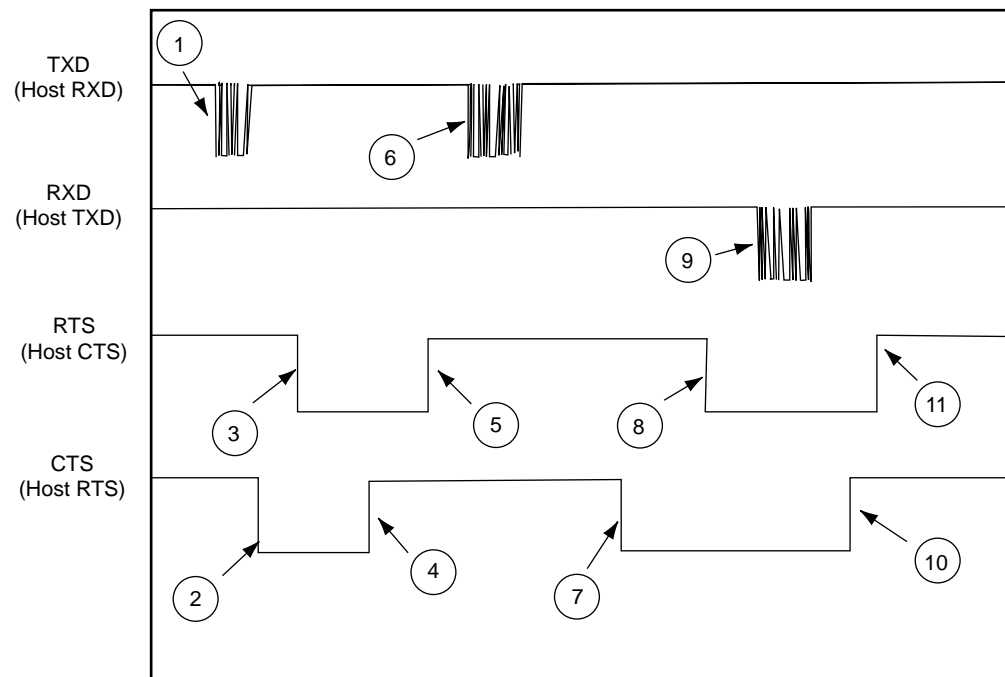 1
TXD
(Host RXD)
6
RXD
(Host TXD)
9
RTS
(Host CTS)
3
5
8
11
CTS
(Host RTS)
2
4
7
10